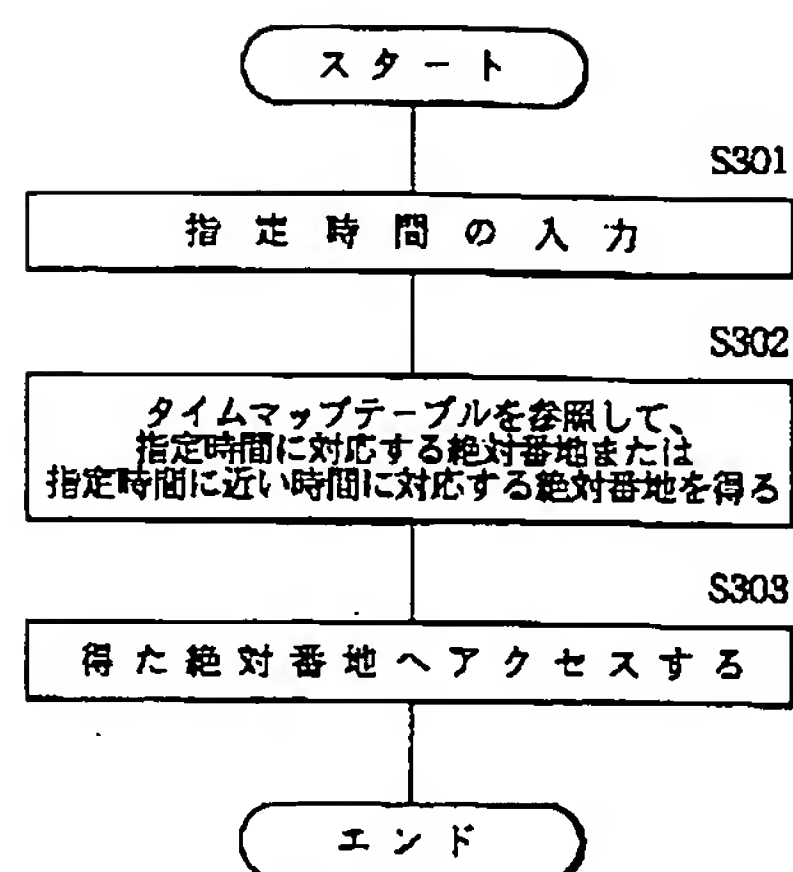 スタート
S301
指定時間の入力
S302
タイムマップテーブルを参照して、
指定時間に対応する絶対番地または
指定時間に近い時間に対応する絶対番地を得る
S303
得た絶対番地へアクセスする
エンド